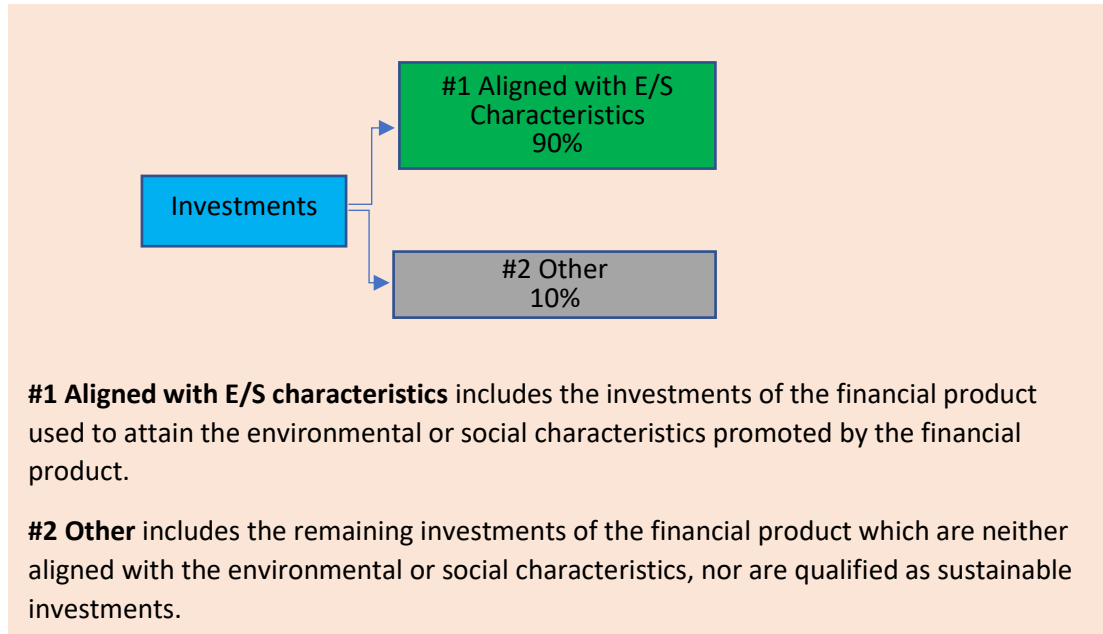 #1 Aligned with E/S
Characteristics
90%
Investments
#2 Other
10%
#1 Aligned with E/S characteristics includes the investments of the financial product
used to attain the environmental or social characteristics promoted by the financial
product.
#2 Other includes the remaining investments of the financial product which are neither
aligned with the environmental or social characteristics, nor are qualified as sustainable
investments.